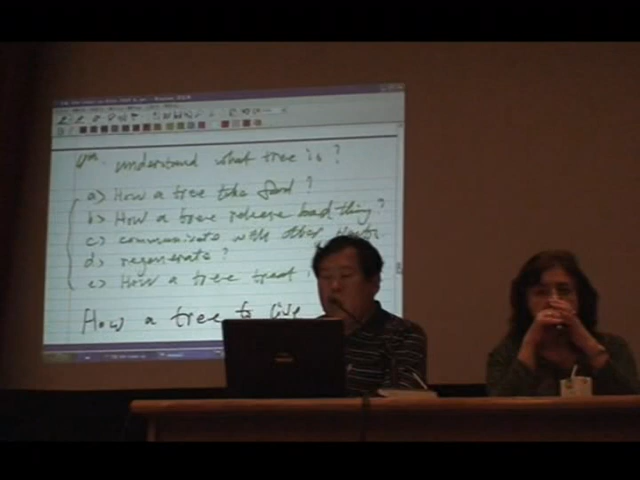 understand what tree is?
a) How a tree take food?
b) How a tree release bad thing?
c) communicate with other
d) regenerate?
e) How a tree treat
How a tree to live